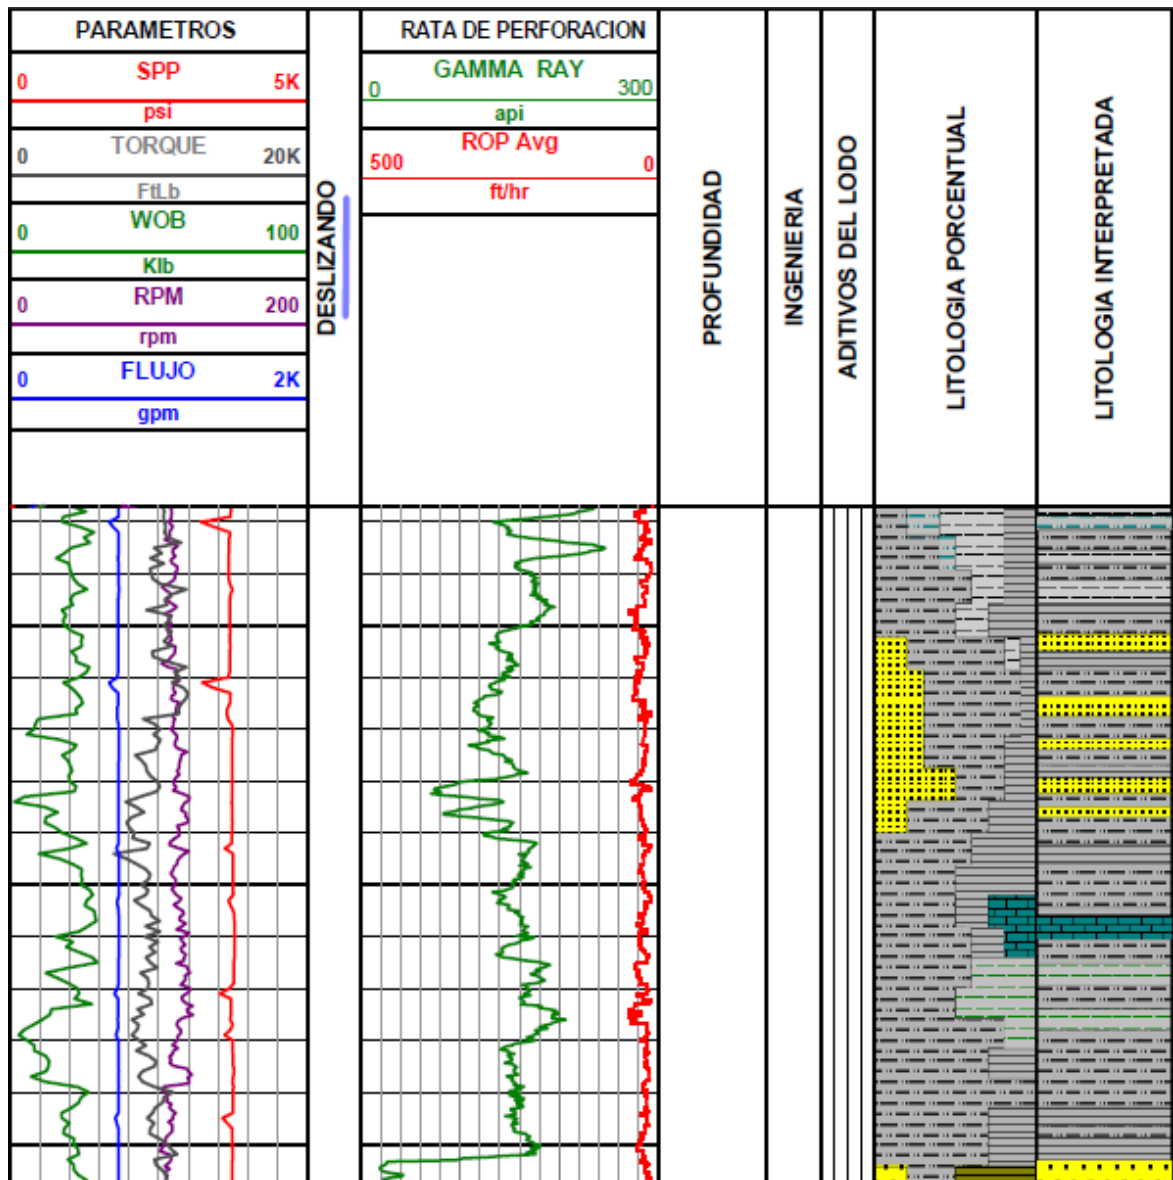 PARAMETROS
0 SPP 5K
psi
0 TORQUE 20K
FtLb
0 WOB 100
Klb
0 RPM 200
rpm
0 FLUJO 2K
gpm
DESLIZANDO
RATA DE PERFORACION
0 GAMMA RAY 300
api
500 ROP Avg 0
ft/hr
PROFUNDIDAD
INGENIERIA
ADITIVOS DEL LODO
LITOLOGIA PORCENTUAL
LITOLOGIA INTERPRETADA